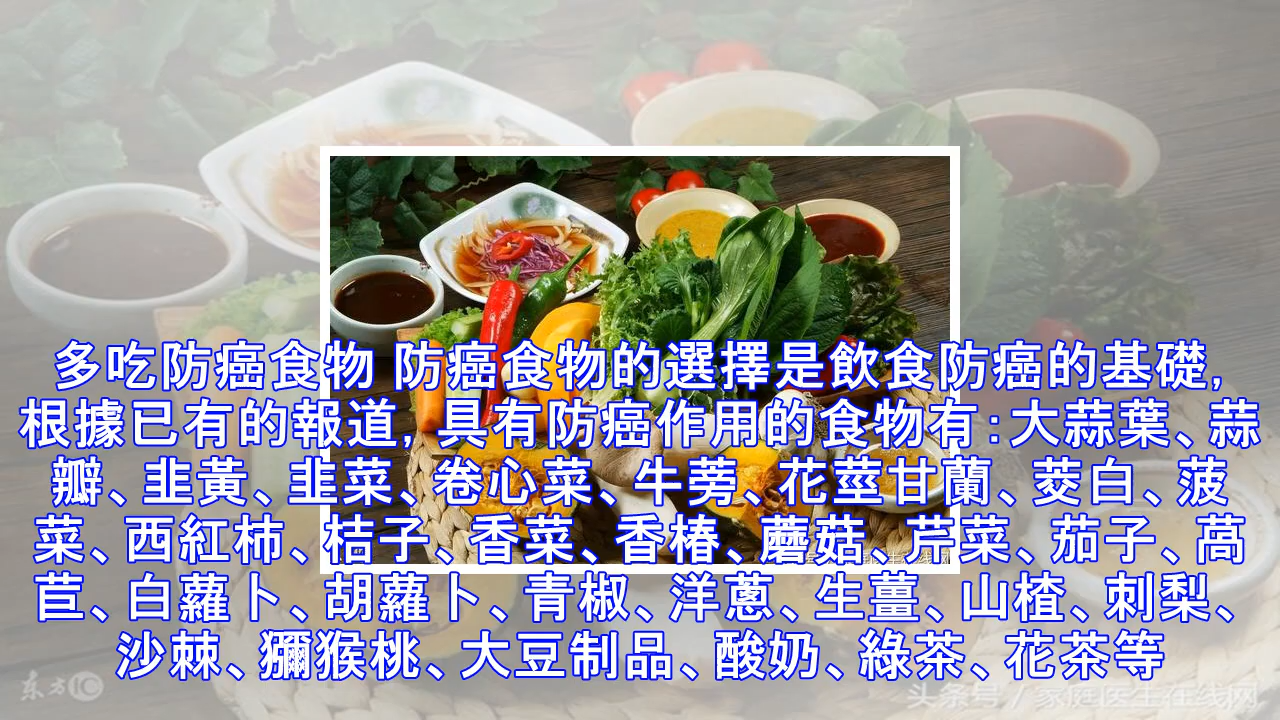 多吃防癌食物 防癌食物的選擇是飲食防癌的基礎,
根據已有的報道,具有防癌作用的食物有:大蒜葉、蒜
瓣、韭黃、韭菜、卷心菜、牛蒡、花莖甘蘭、茭白、菠
菜、西紅柿、桔子、香菜、香椿、蘑菇、芹菜、茄子、萵
苣、白蘿卜、胡蘿卜、青椒、洋蔥、生薑、山楂、刺梨、
沙棘、獼猴桃、大豆制品、酸奶、綠茶、花茶等
东方IC
头条号 / 家庭医生在线网